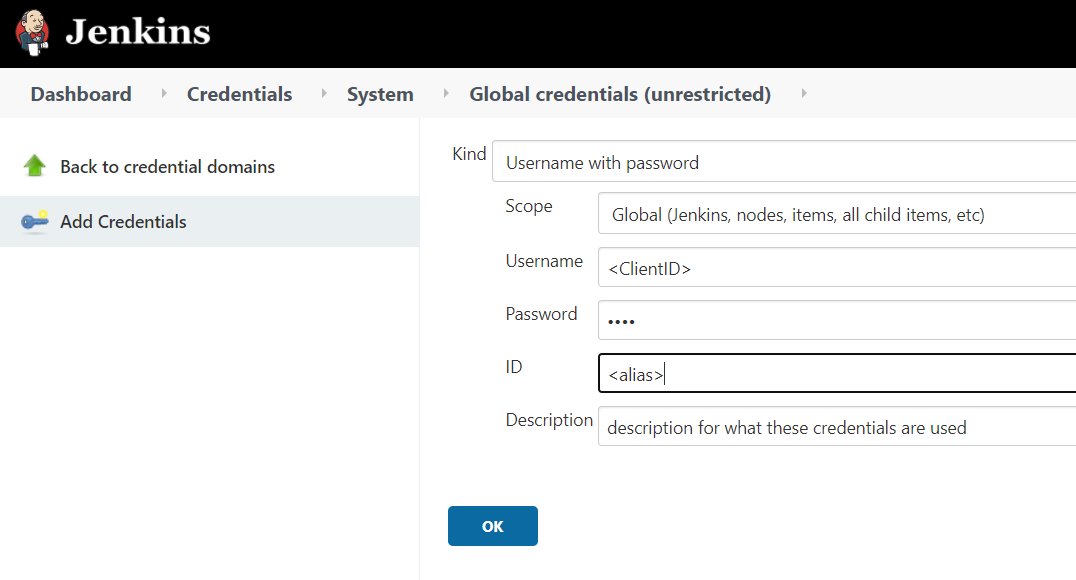 Jenkins
Dashboard Credentials System Global credentials (unrestricted)
Back to credential domains
Add Credentials
Kind Username with password
Scope Global (Jenkins, nodes, items, all child items, etc)
Username <ClientID>
Password ••••
ID <alias>
Description description for what these credentials are used
OK